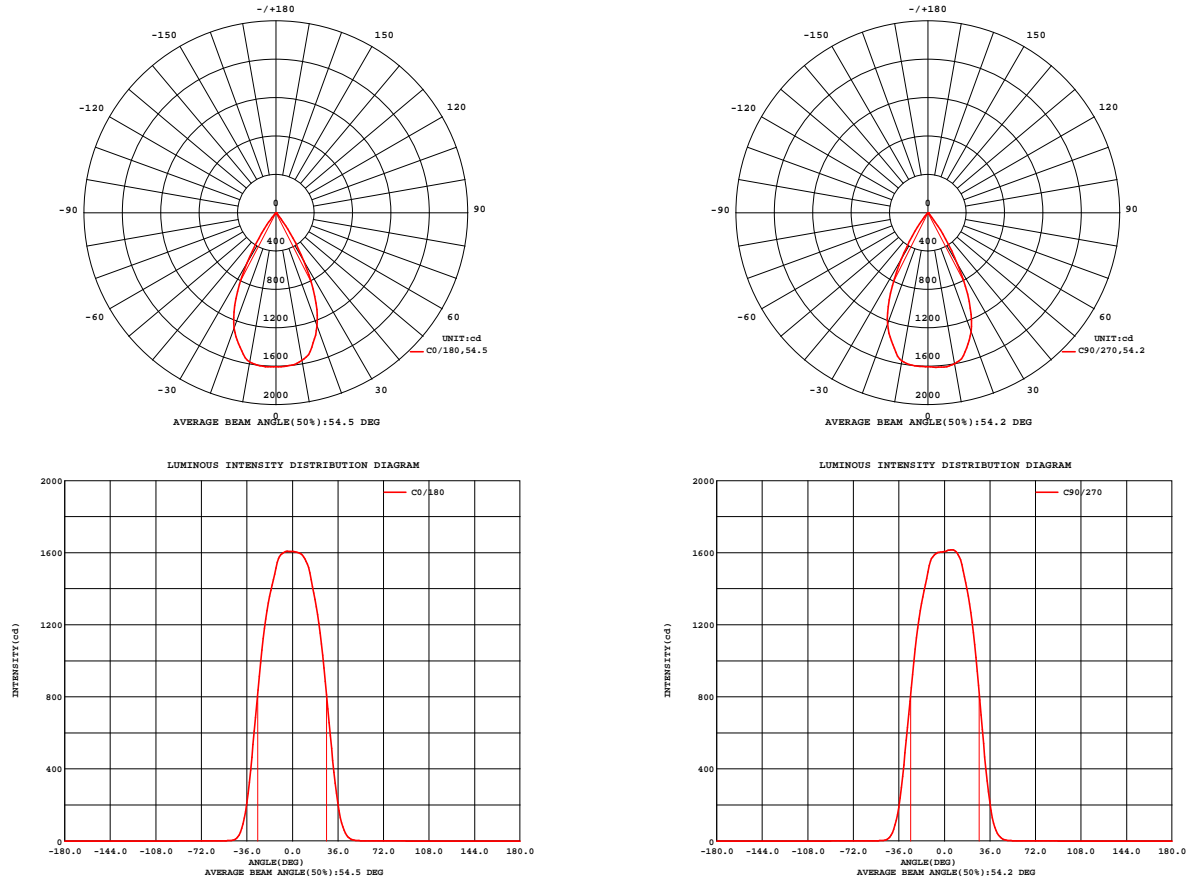 -/+180
-150
150
-120
120
-90
90
-60
60
-30
30
0
0
400
800
1200
1600
2000
UNIT:cd
C0/180,54.5
AVERAGE BEAM ANGLE(50%):54.5 DEG
-/+180
-150
150
-120
120
-90
90
-60
60
-30
30
0
0
400
800
1200
1600
2000
UNIT:cd
C90/270,54.2
AVERAGE BEAM ANGLE(50%):54.2 DEG
LUMINOUS INTENSITY DISTRIBUTION DIAGRAM
C0/180
2000
1600
1200
800
400
0
INTENSITY(cd)
-180.0 -144.0 -108.0 -72.0 -36.0 0.0 36.0 72.0 108.0 144.0 180.0
ANGLE(DEG)
AVERAGE BEAM ANGLE(50%):54.5 DEG
LUMINOUS INTENSITY DISTRIBUTION DIAGRAM
C90/270
2000
1600
1200
800
400
0
INTENSITY(cd)
-180.0 -144.0 -108.0 -72.0 -36.0 0.0 36.0 72.0 108.0 144.0 180.0
ANGLE(DEG)
AVERAGE BEAM ANGLE(50%):54.2 DEG